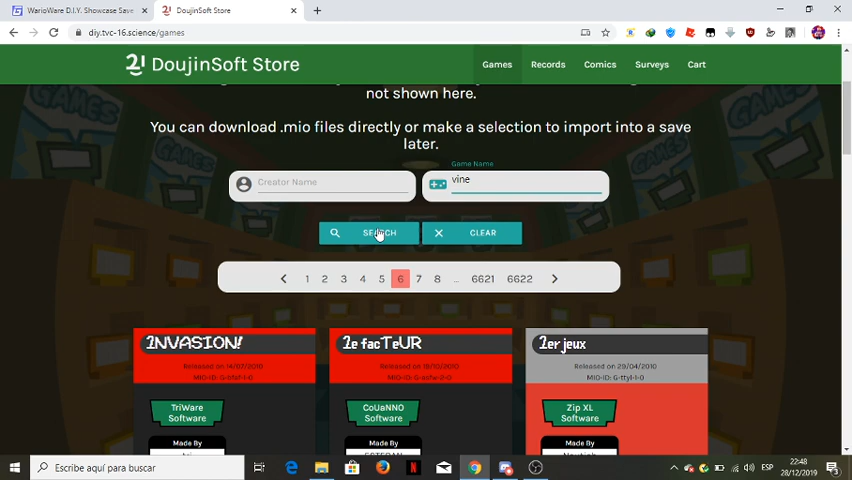 WarioWare D.I.Y. Showcase Save
DoujinSoft Store
diy.tvc-16.science/games
DoujinSoft Store
Games
Records
Comics
Surveys
Cart
not shown here.
You can download .mio files directly or make a selection to import into a save
later.
Creator Name
Game Name
vine
SEARCH
CLEAR
1 2 3 4 5 6 7 8 ... 6621 6622
2NVASION!
Released on 14/07/2010
TriWare
Software
Made By
2e facTeUR
Released on 19/10/2010
CoUaNNO
Software
Made By
2er jeux
Released on 29/04/2010
MIO-ID: G-ttyl-1-0
Zip XL
Software
Made By
Escribe aquí para buscar
ESP
22:48
28/12/2019